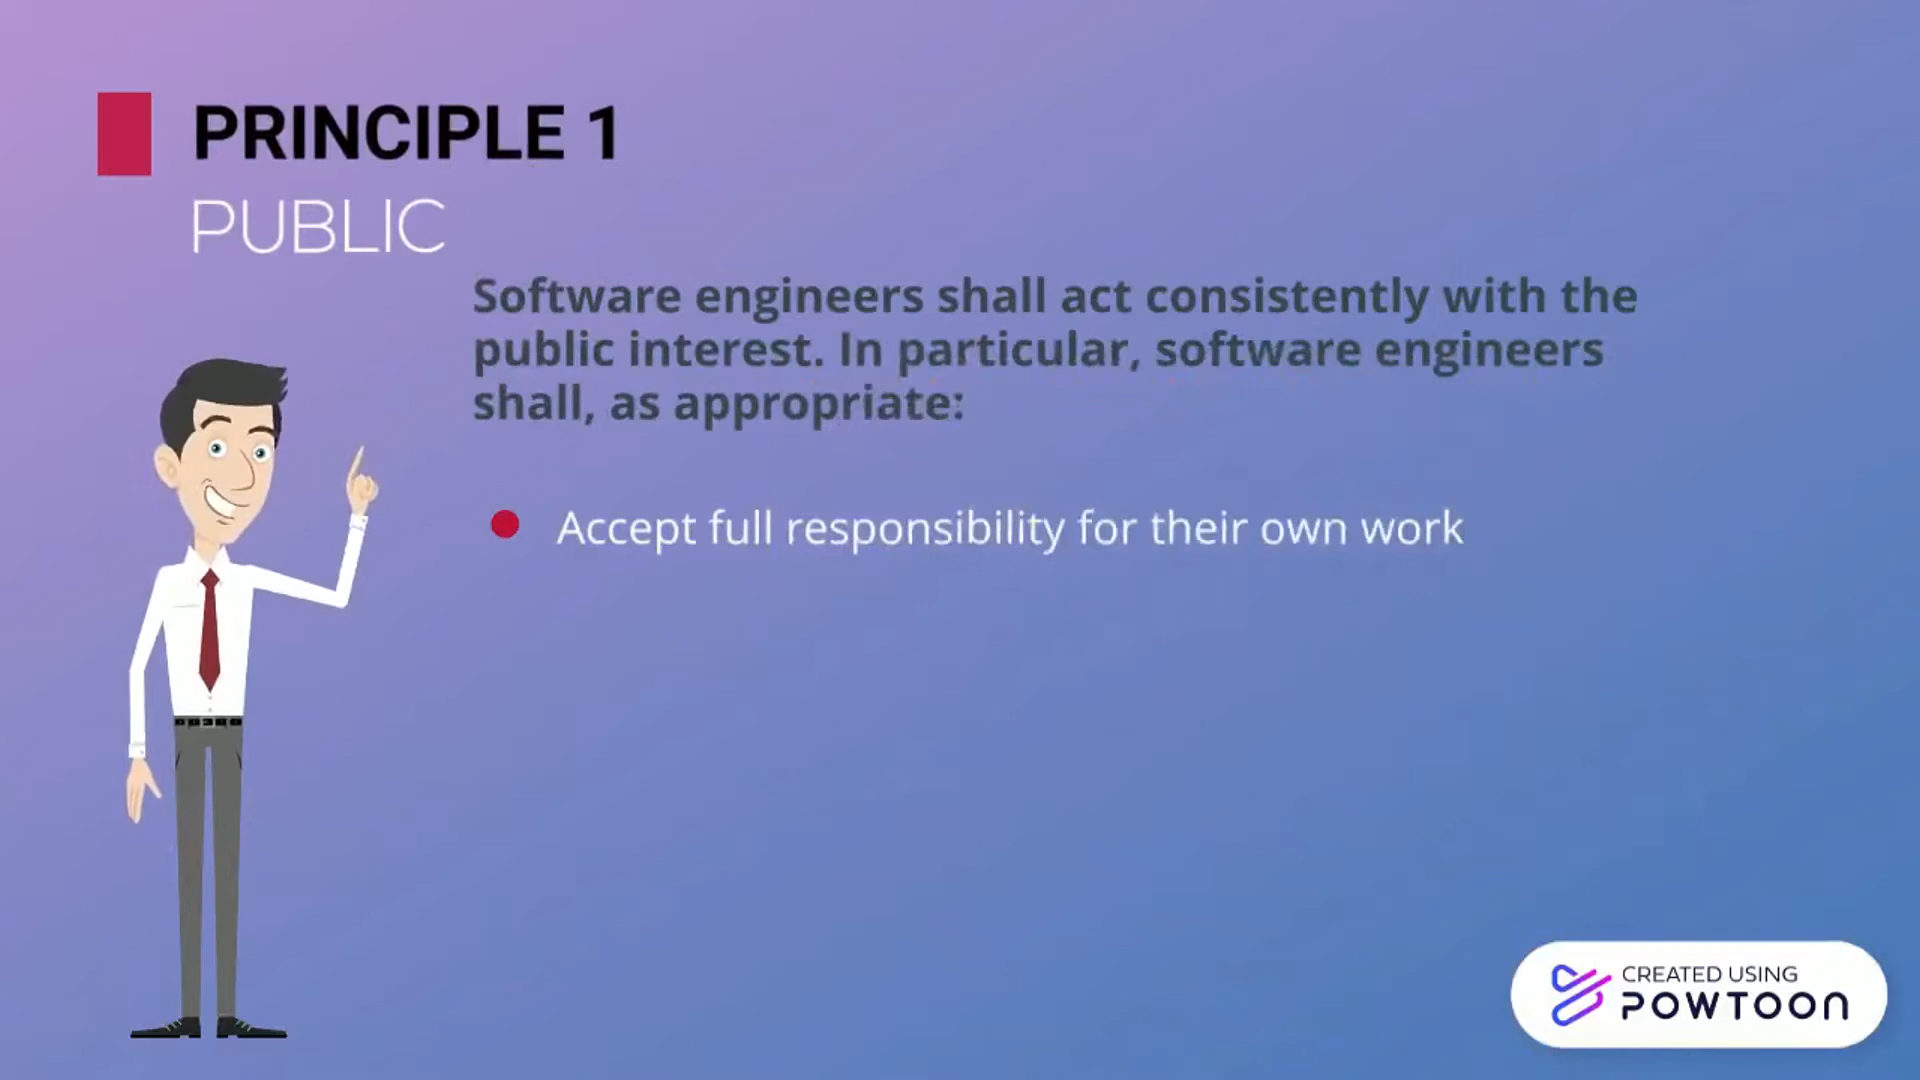 PRINCIPLE 1
PUBLIC
Software engineers shall act consistently with the
public interest. In particular, software engineers
shall, as appropriate:
Accept full responsibility for their own work
CREATED USING
POWTOON